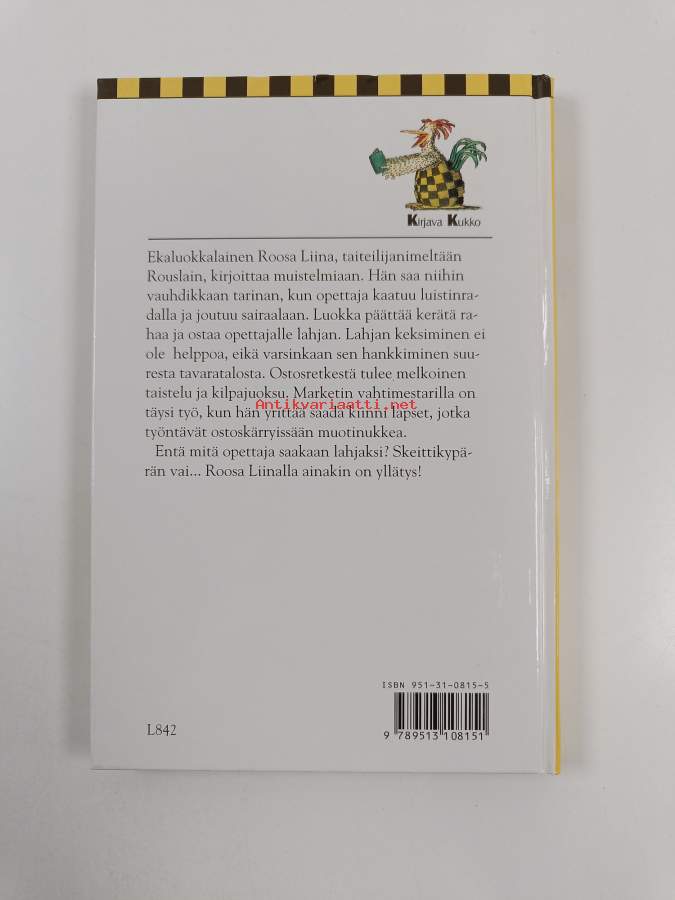 Kirjava Kukko
Ekaluokkalainen Roosa Liina, taiteilijanimeltään
Rouslain, kirjoittaa muistelmiaan. Hän saa niihin
vauhdikkaan tarinan, kun opettaja kaatuu luistinra-
dalla ja joutuu sairaalaan. Luokka päättää kerätä ra-
haa ja ostaa opettajalle lahjan. Lahjan keksiminen ei
ole helppoa, eikä varsinkaan sen hankkiminen suu-
resta tavaratalosta. Ostosretkestä tulee melkoinen
taistelu ja kilpajuoksu. Marketin vahtimestarilla on
Antikvariaatti.net
täysi työ, kun hän yrittää saada kiinni lapset, jotka
työntävät ostoskärryissään muotinukkea.
Entä mitä opettaja saakaan lahjaksi? Skeittikypä-
rän vai... Roosa Liinalla ainakin on yllätys!
ISBN 951-31-0815-5
9 789513 108151
L842